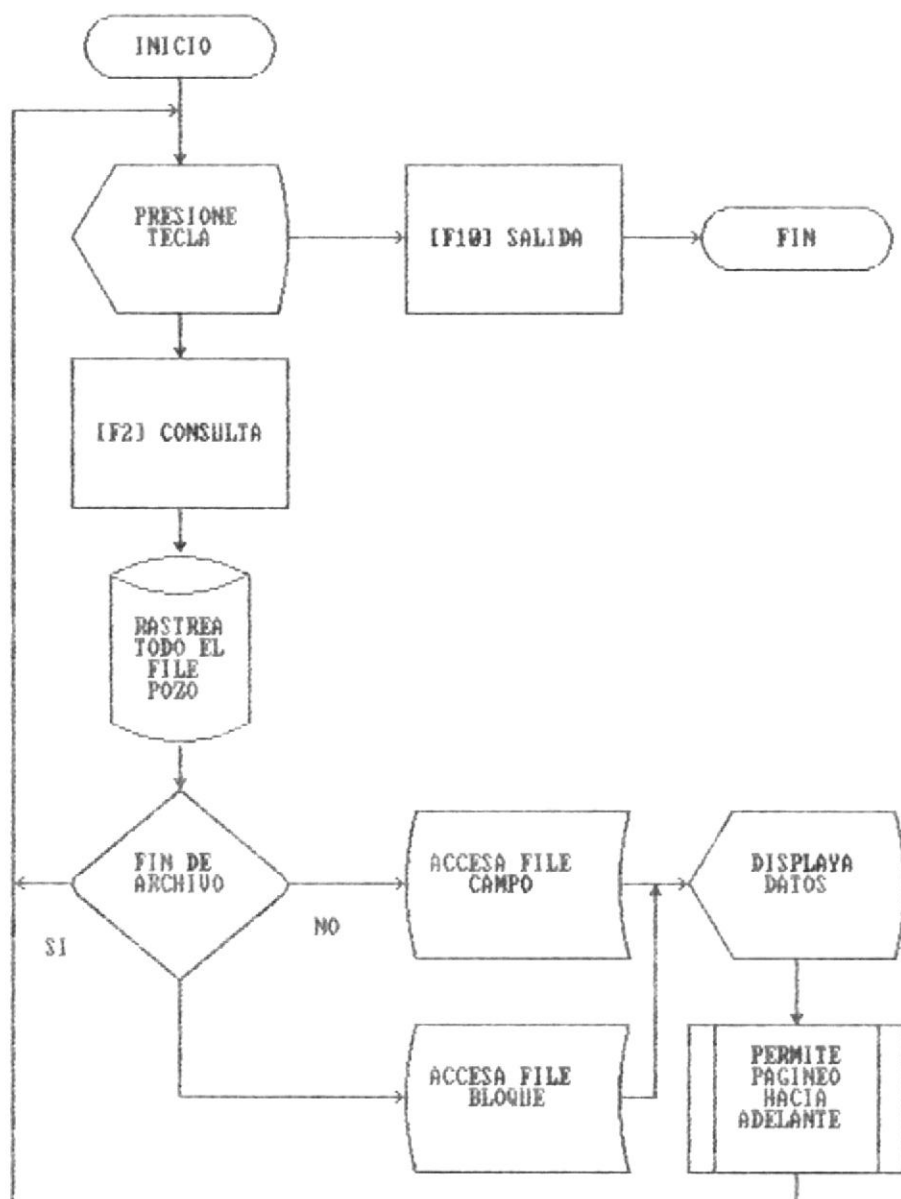 INICIO
PRESIONE
TECLA
[F10] SALIDA
FIN
[F2] CONSULTA
RASTREA
TODO EL
FILE
POZO
FIN DE
ARCHIVO
SI
NO
ACCESA FILE
CAMPO
DISPLAYA
DATOS
ACCESA FILE
BLOQUE
PERMITE
PAGINEO
HACIA
ADELANTE